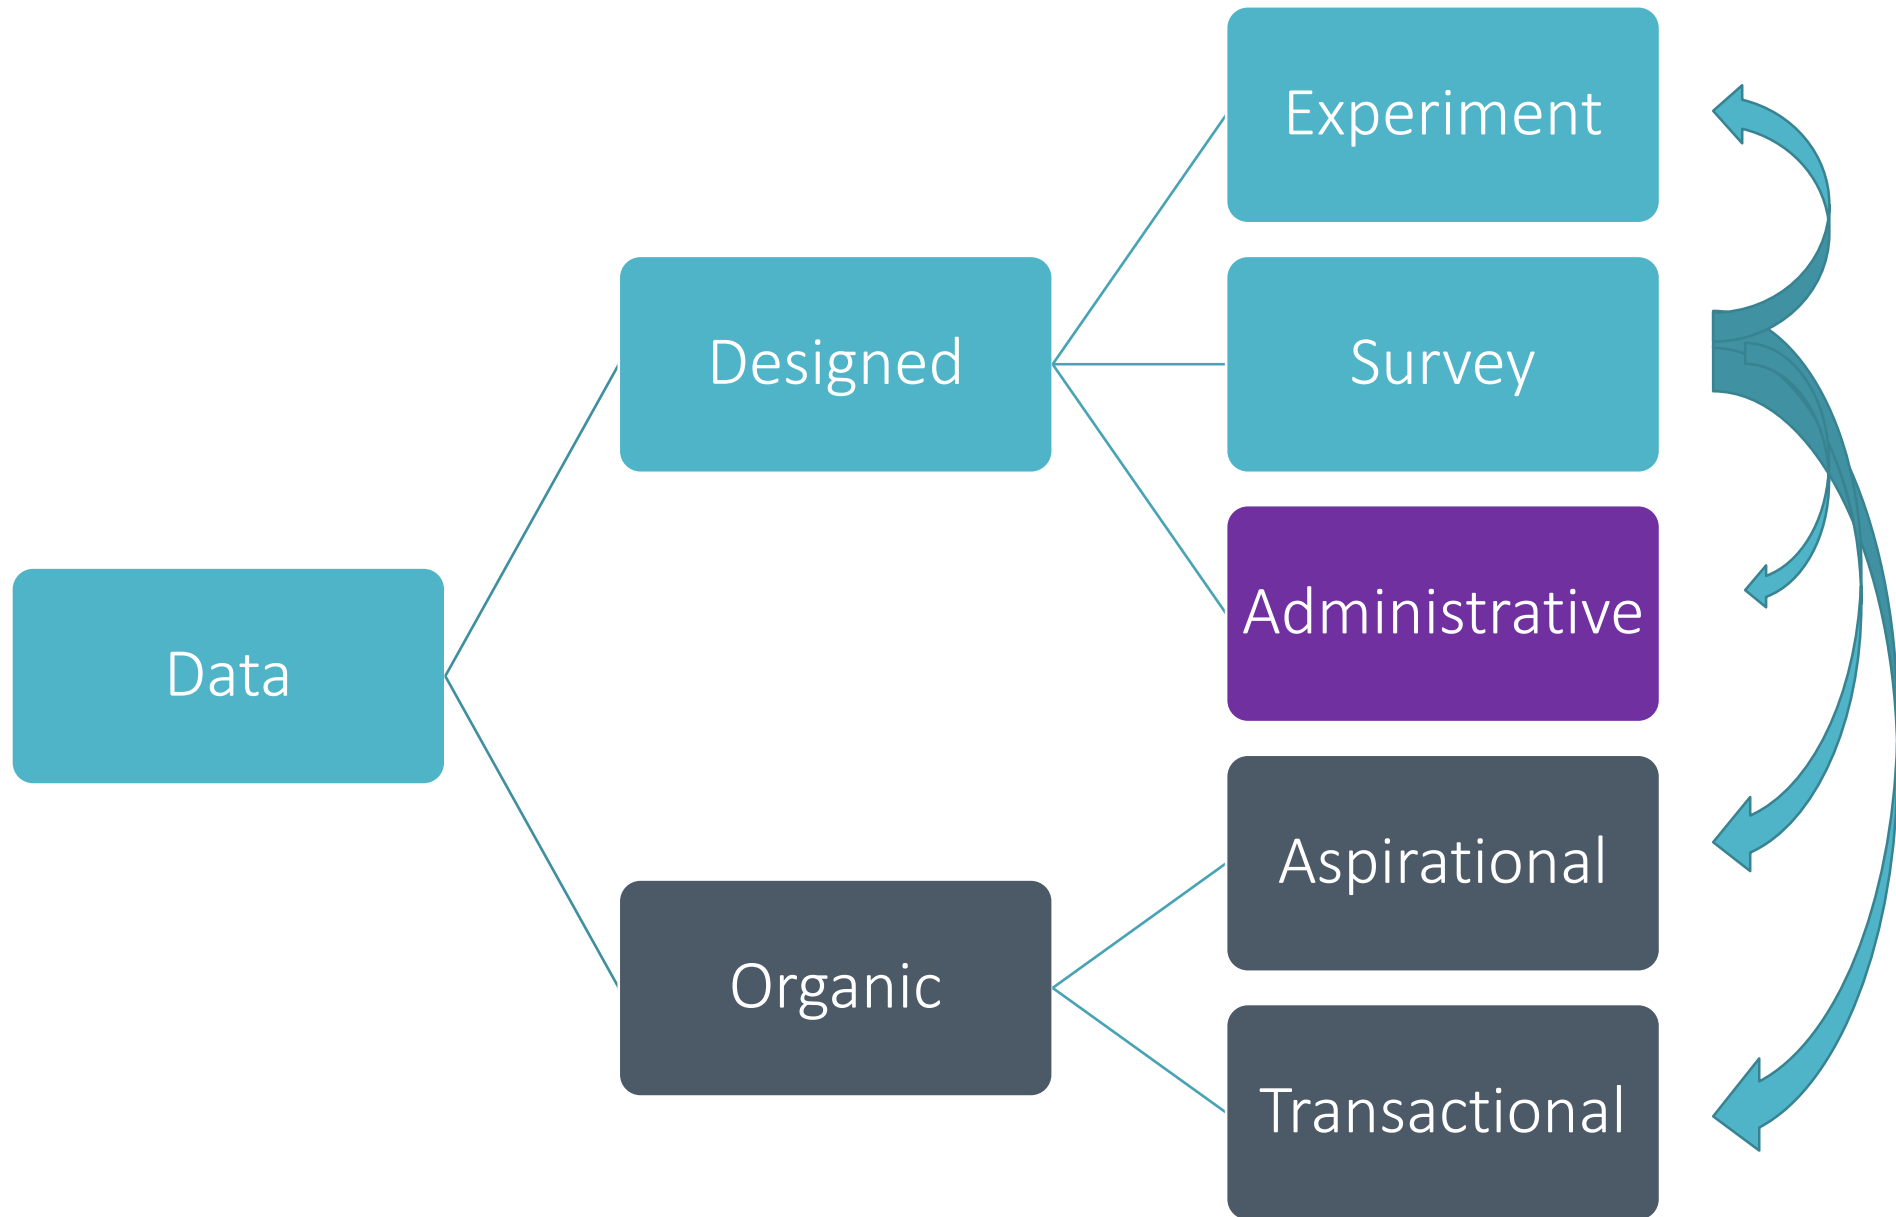 Data
Designed
Experiment
Survey
Administrative
Organic
Aspirational
Transactional